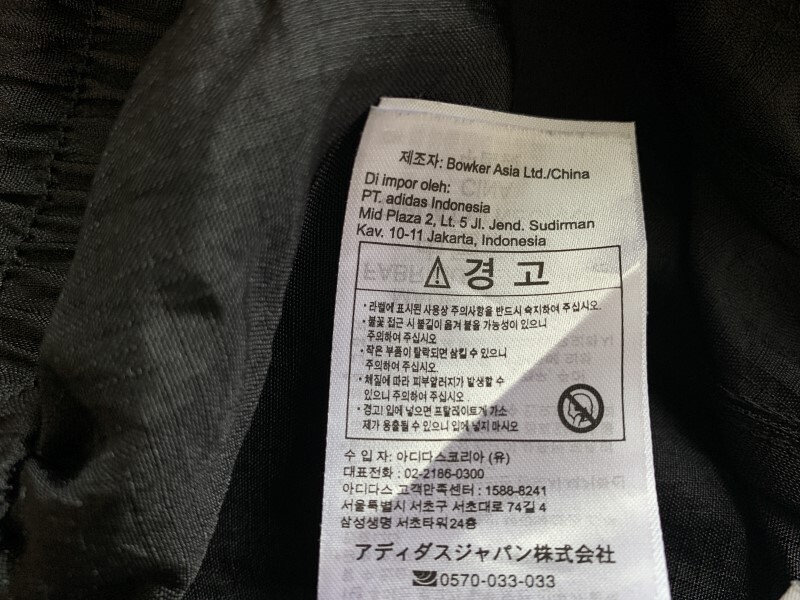 제조자: Bowker Asia Ltd./China
Di impor oleh:
PT. adidas Indonesia
Mid Plaza 2, Lt. 5 Jl. Jend. Sudirman
Kav. 10-11 Jakarta, Indonesia
경 고
· 라벨에 표시된 사용상 주의사항을 반드시 숙지하여 주십시오.
· 불꽃 접근 시 불길이 옮겨 붙을 가능성이 있으니
주의하여 주십시오
· 작은 부품이 탈락되면 삼킬 수 있으니
주의하여 주십시오.
· 체질에 따라 피부알러지가 발생할 수
있으니 주의하여 주십시오 .
· 경고! 입에 넣으면 프탈레이트계 가소
제가 용출될 수 있으니 입에 넣지 마시오
수 입 자: 아디다스코리아 (유)
대표전화 : 02-2186-0300
아디다스 고객만족센터 : 1588-8241
서울특별시 서초구 서초대로 74길 4
삼성생명 서초타워24층
アディダスジャパン株式会社
0570-033-033